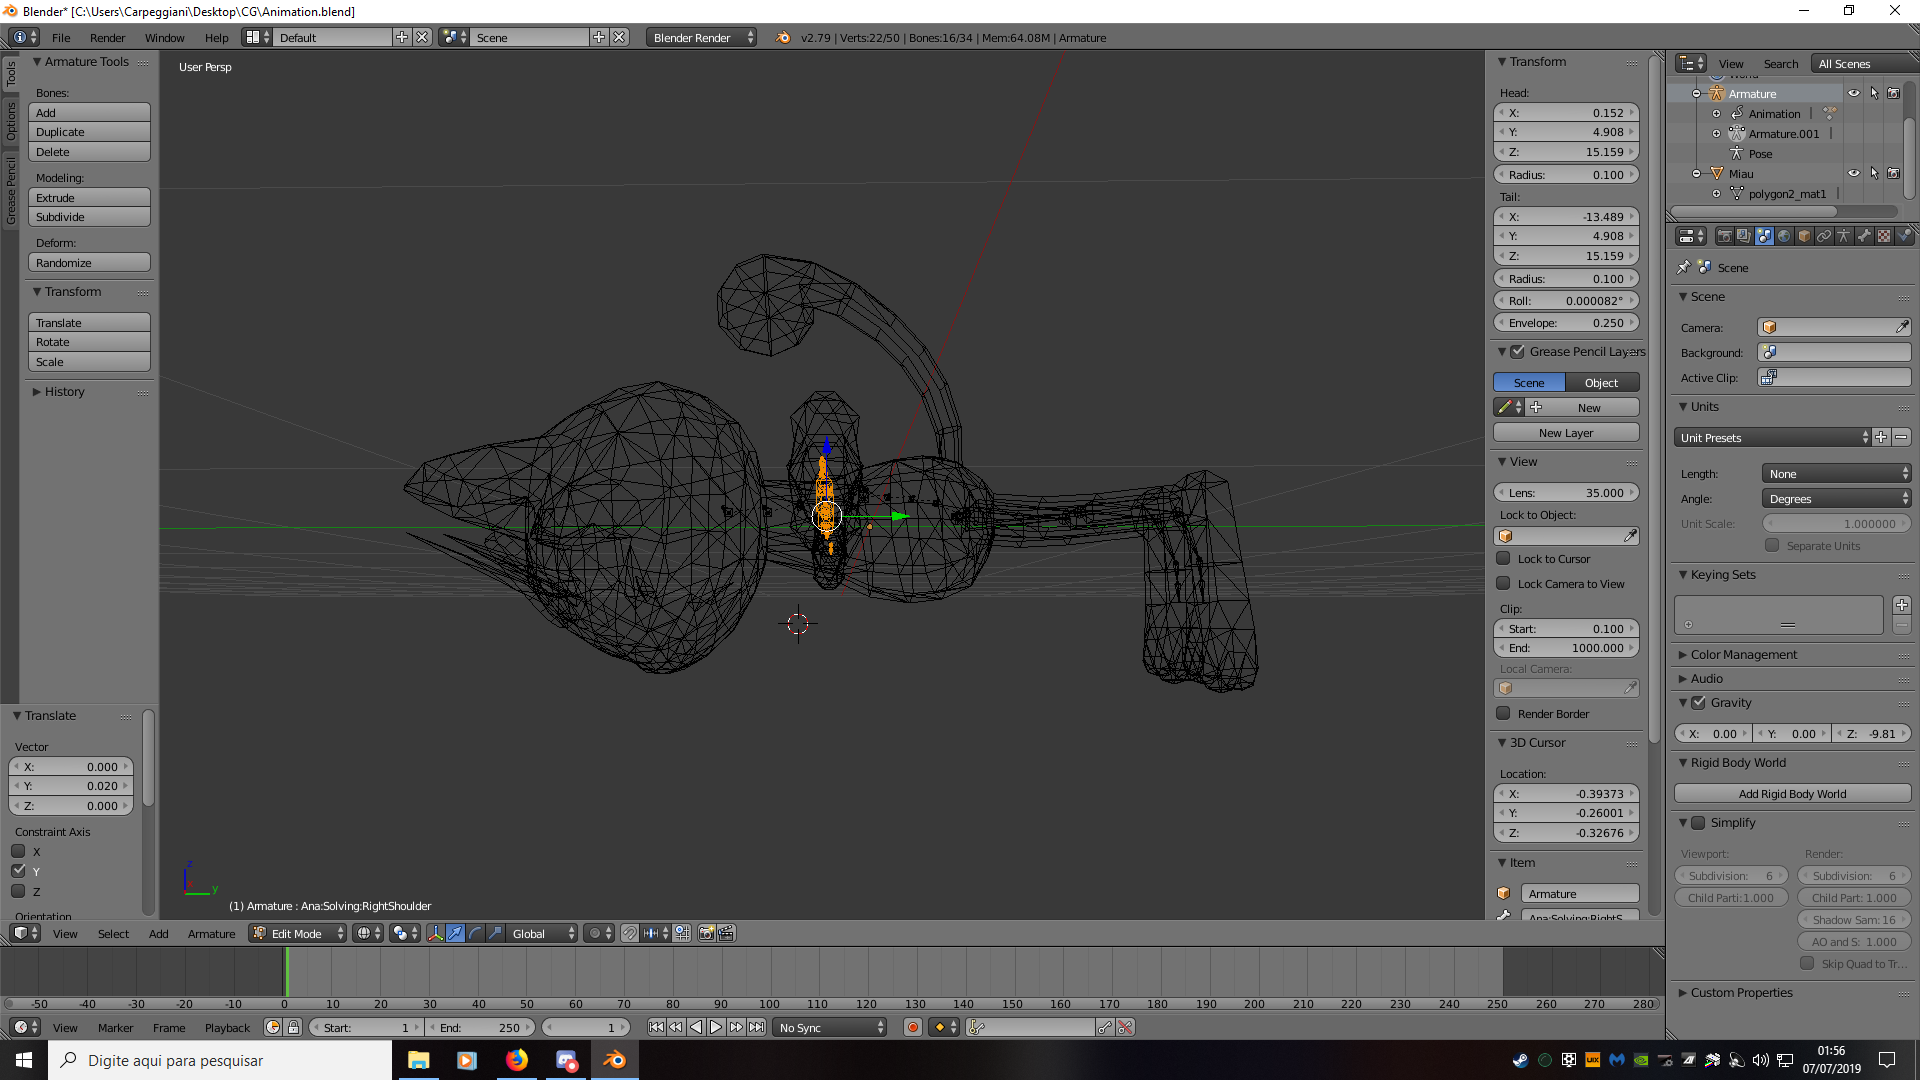 Blender* [C:\Users\Carpeggiani\Desktop\CG\Animation.blend]
File Render Window Help Default Scene Blender Render v2.79 | Verts:22/50 | Bones:16/34 | Mem:64.08M | Armature
Tools
Options
Grease Pencil
Armature Tools
Bones:
Add
Duplicate
Delete
Modeling:
Extrude
Subdivide
Deform:
Randomize
Transform
Translate
Rotate
Scale
History
Translate
Vector
X: 0.000
Y: 0.020
Z: 0.000
Constraint Axis
X
Y
Z
Orientation
User Persp
z
y
(1) Armature : Ana:Solving:RightShoulder
Transform
Head:
X: 0.152
Y: 4.908
Z: 15.159
Radius: 0.100
Tail:
X: -13.489
Y: 4.908
Z: 15.159
Radius: 0.100
Roll: 0.000082°
Envelope: 0.250
Grease Pencil Layers
Scene Object
New
New Layer
View
Lens: 35.000
Lock to Object:
Lock to Cursor
Lock Camera to View
Clip:
Start: 0.100
End: 1000.000
Local Camera:
Render Border
3D Cursor
Location:
X: -0.39373
Y: -0.26001
Z: -0.32676
Item
Armature
Ana:Solving:RightS
View Search All Scenes
World
Armature
Animation
Armature.001
Pose
Miau
polygon2_mat1
Scene
Scene
Camera:
Background:
Active Clip:
Units
Unit Presets
Length: None
Angle: Degrees
Unit Scale: 1.000000
Separate Units
Keying Sets
Color Management
Audio
Gravity
X: 0.00 Y: 0.00 Z: -9.81
Rigid Body World
Add Rigid Body World
Simplify
Viewport: Render:
Subdivision: 6 Subdivision: 6
Child Parti: 1.000 Child Part: 1.000
Shadow Sam: 16
AO and S: 1.000
Skip Quad to Tr...
Custom Properties
View Select Add Armature Edit Mode Global
-50 -40 -30 -20 -10 0 10 20 30 40 50 60 70 80 90 100 110 120 130 140 150 160 170 180 190 200 210 220 230 240 250 260 270 280
View Marker Frame Playback Start: 1 End: 250 1 No Sync
Digite aqui para pesquisar
01:56
07/07/2019